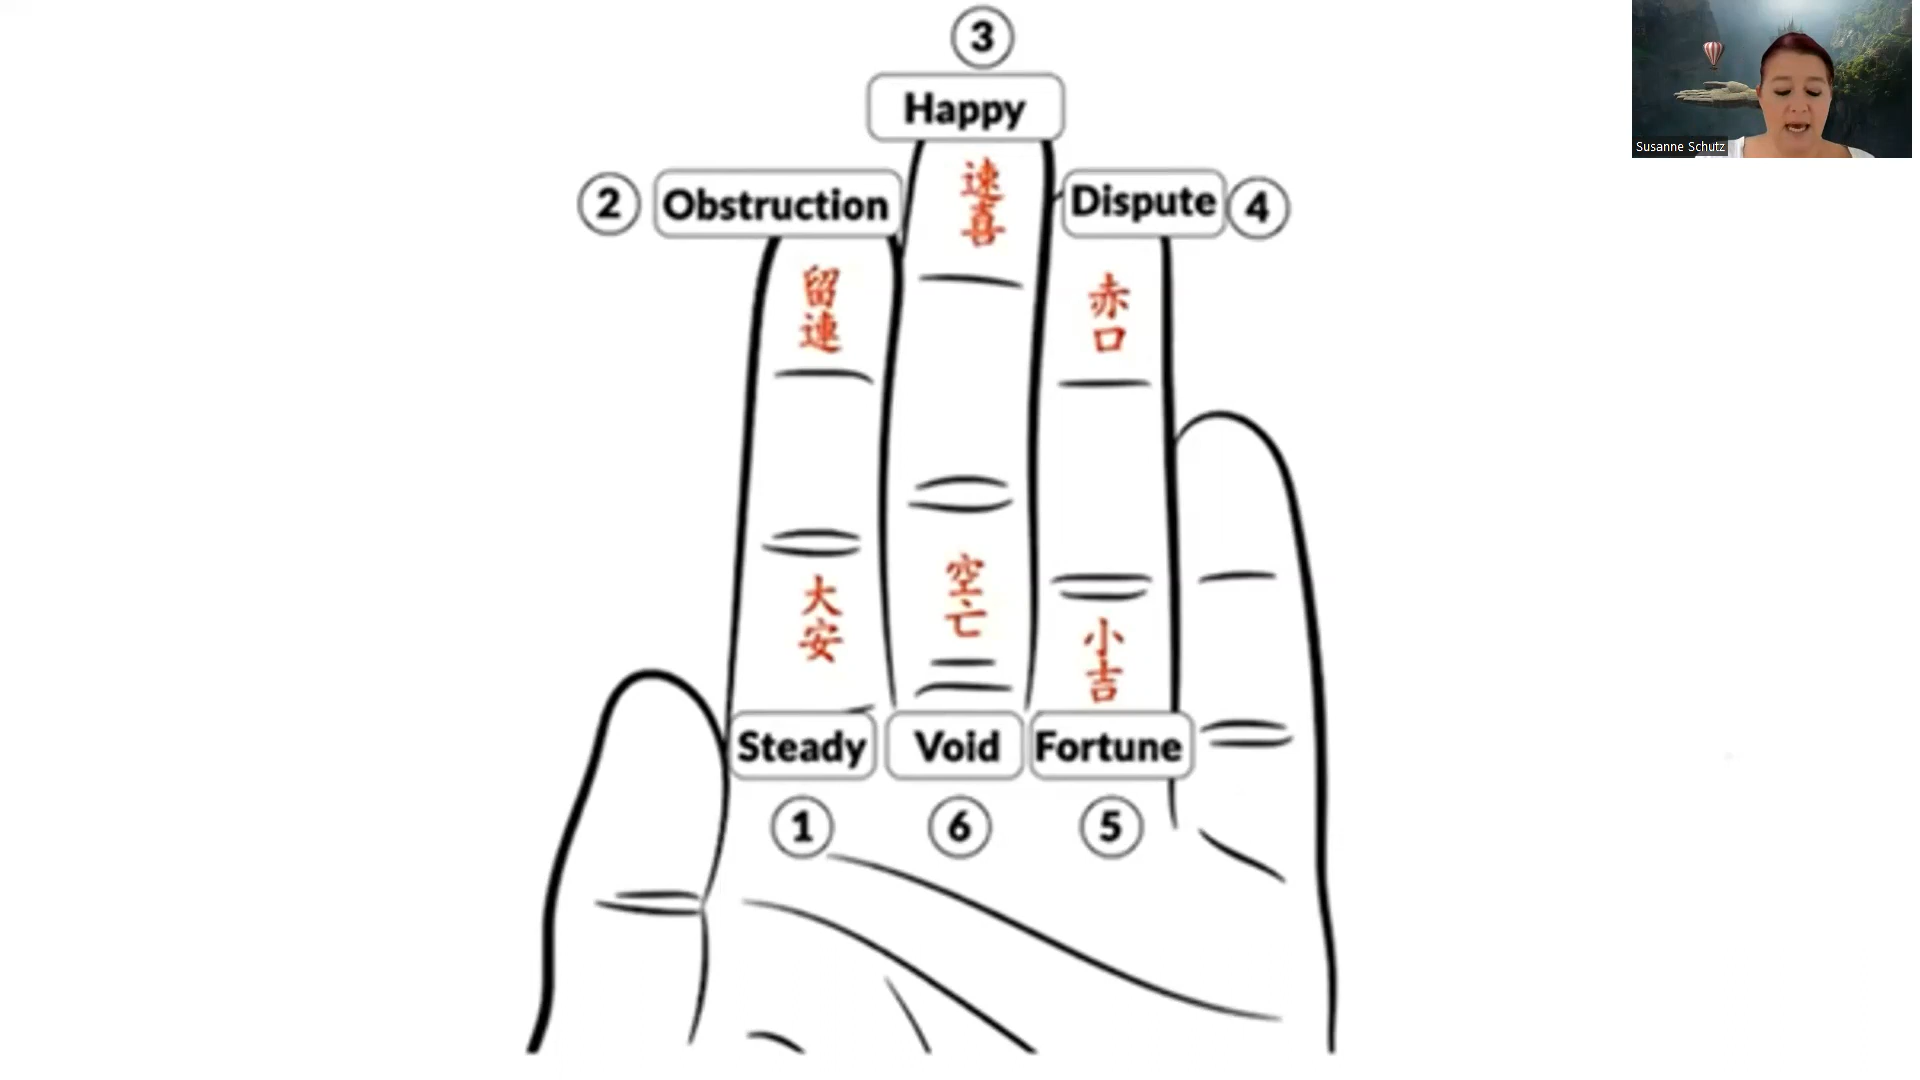 3
Happy
速喜
2
Obstruction
Dispute
4
留連
赤口
大安
空亡
小吉
Steady
Void
Fortune
1
6
5
Susanne Schutz